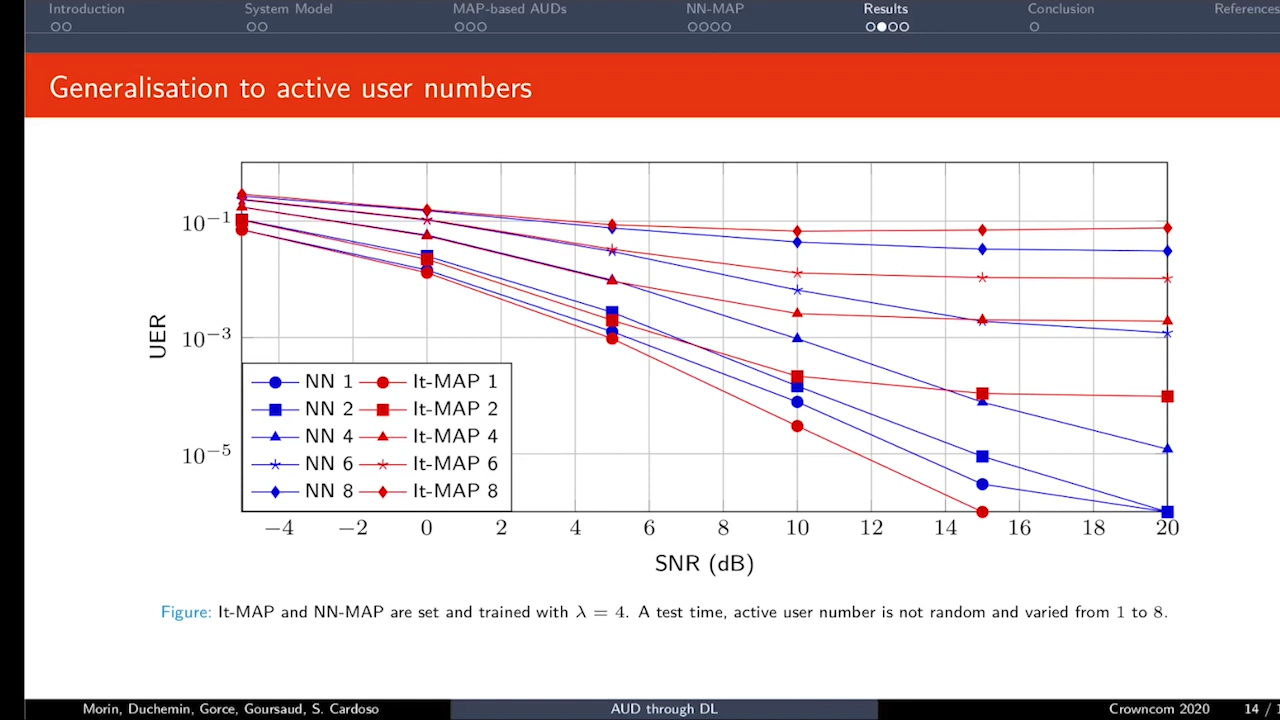 Introduction System Model MAP-based AUDs NN-MAP Results Conclusion References
Generalisation to active user numbers
10−1
10−3
10−5
UER
NN 1 It-MAP 1
NN 2 It-MAP 2
NN 4 It-MAP 4
NN 6 It-MAP 6
NN 8 It-MAP 8
−4 −2 0 2 4 6 8 10 12 14 16 18 20
SNR (dB)
Figure: It-MAP and NN-MAP are set and trained with λ = 4. A test time, active user number is not random and varied from 1 to 8.
Morin, Duchemin, Gorce, Goursaud, S. Cardoso AUD through DL Crowncom 2020 14 /